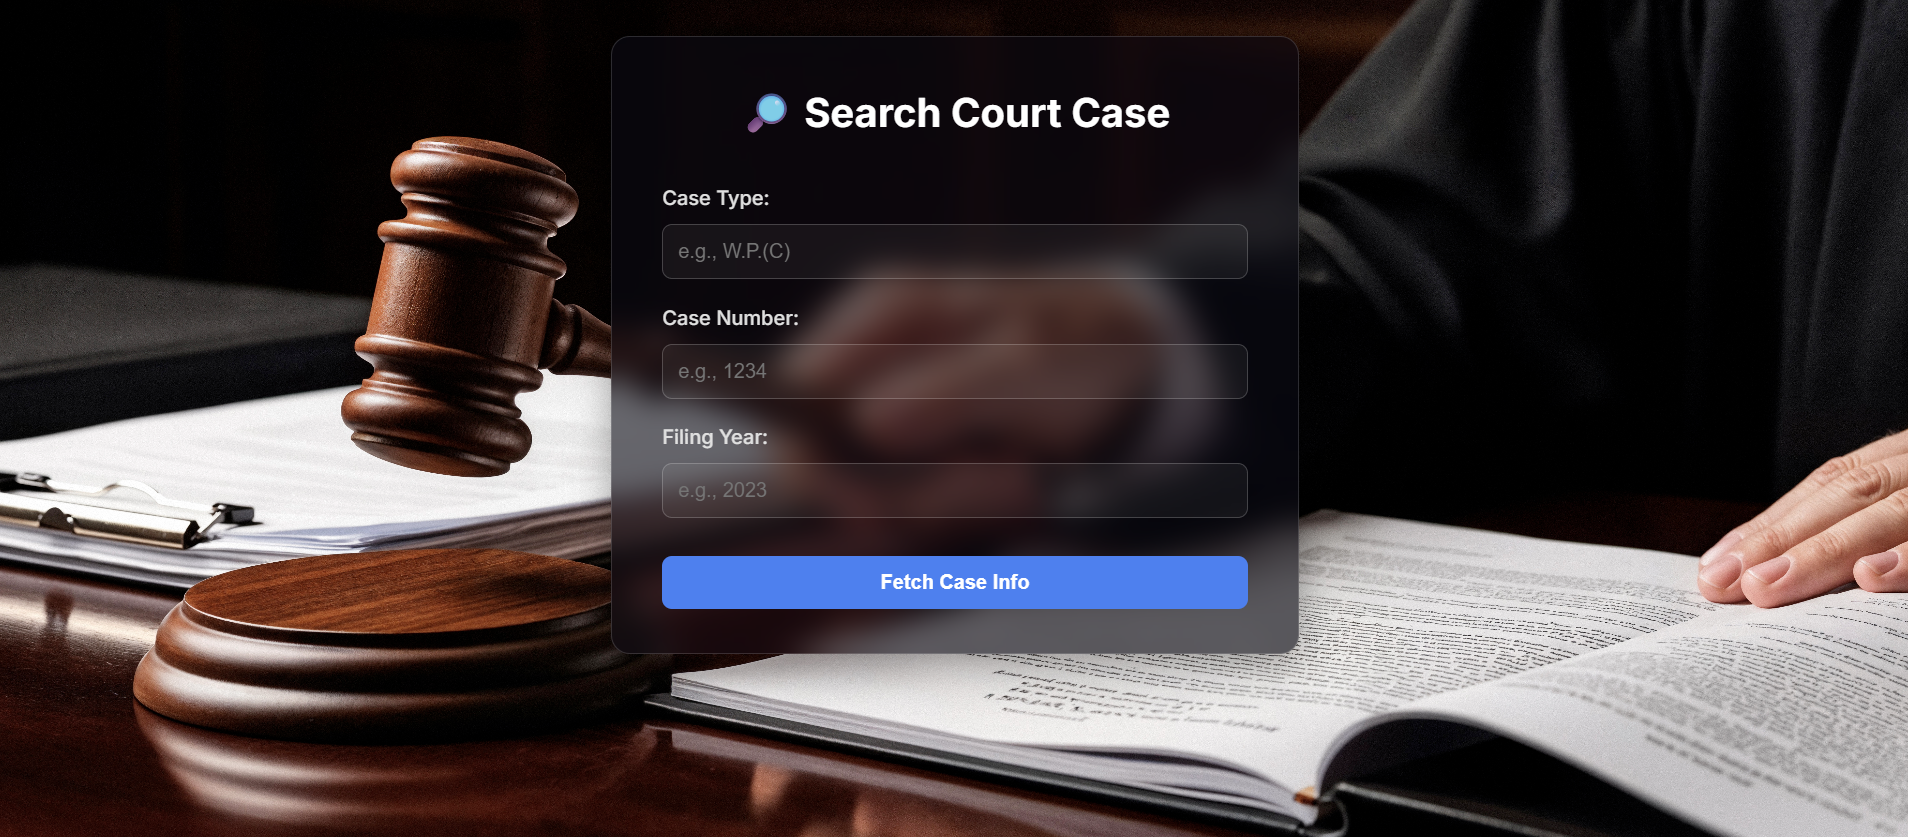 🔎 Search Court Case
Case Type:
e.g., W.P.(C)
Case Number:
e.g., 1234
Filing Year:
e.g., 2023
Fetch Case Info